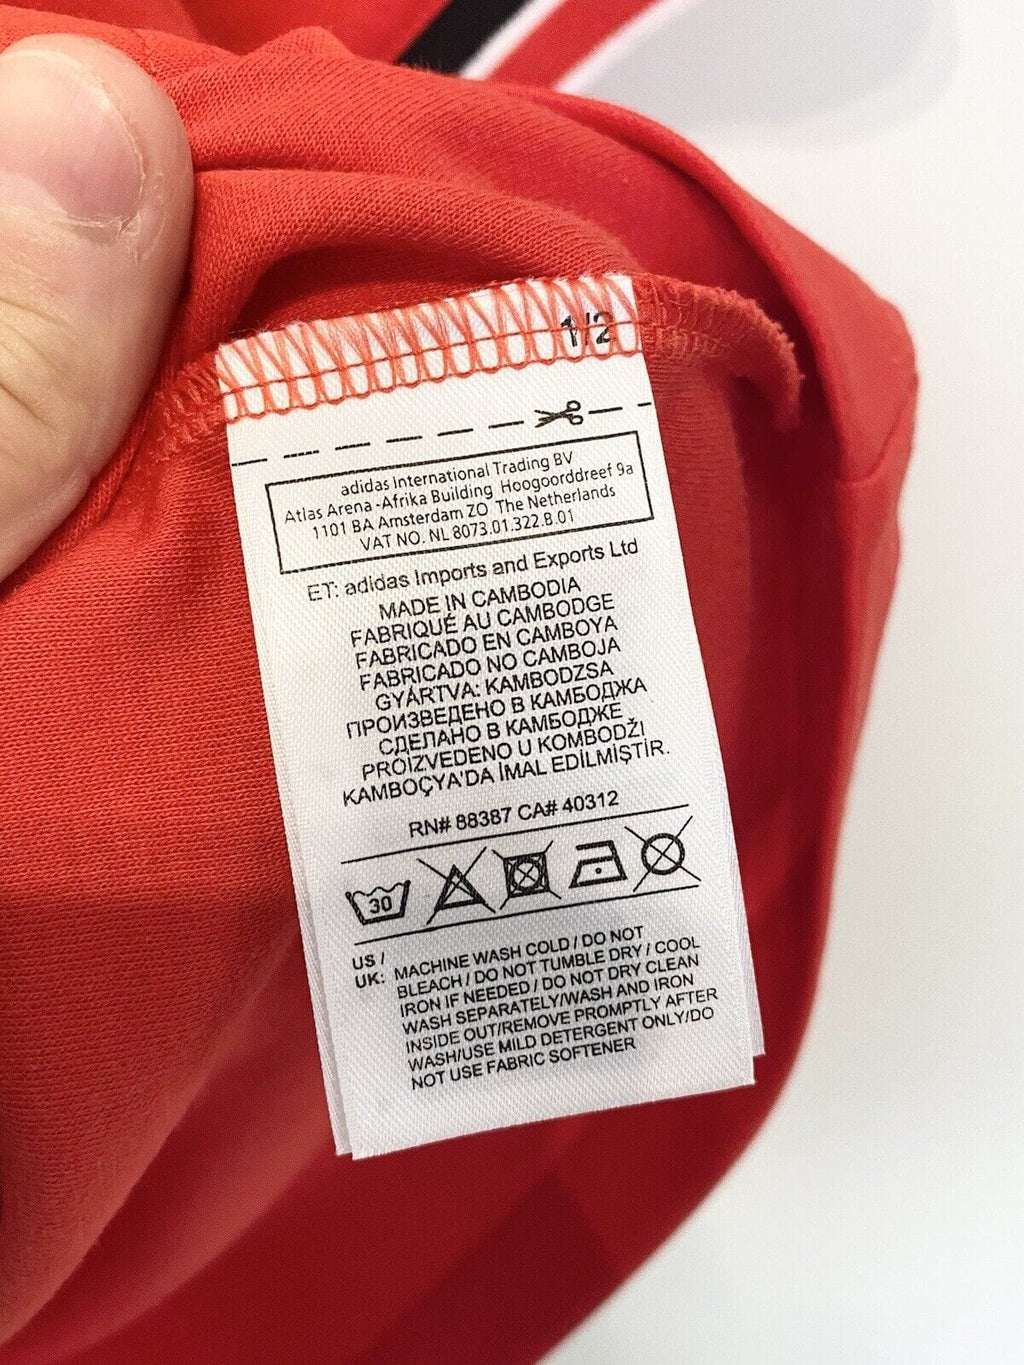 1/2
adidas International Trading BV
Atlas Arena -Afrika Building Hoogoorddreef 9a
1101 BA Amsterdam ZO The Netherlands
VAT NO. NL 8073.01.322.B.01
ET: adidas Imports and Exports Ltd
MADE IN CAMBODIA
FABRIQUÉ AU CAMBODGE
FABRICADO EN CAMBOYA
FABRICADO NO CAMBOJA
GYÁRTVA: KAMBODZSA
ПРОИЗВЕДЕНО В КАМБОДЖА
СДЕЛАНО В КАМБОДЖЕ
PROIZVEDENO U KOMBODŽI
KAMBOÇYA'DA İMAL EDİLMİŞTİR.
RN# 88387 CA# 40312
30
US /
UK: MACHINE WASH COLD / DO NOT
BLEACH / DO NOT TUMBLE DRY / COOL
IRON IF NEEDED / DO NOT DRY CLEAN
WASH SEPARATELY/WASH AND IRON
INSIDE OUT/REMOVE PROMPTLY AFTER
WASH/USE MILD DETERGENT ONLY/DO
NOT USE FABRIC SOFTENER